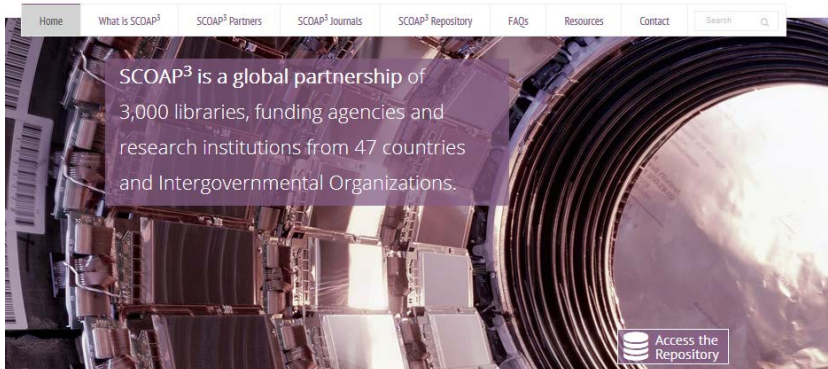 Home What is SCOAP³ SCOAP³ Partners SCOAP³ Journals SCOAP³ Repository FAQs Resources Contact Search
SCOAP³ is a global partnership of
3,000 libraries, funding agencies and
research institutions from 47 countries
and Intergovernmental Organizations.
Access the
Repository